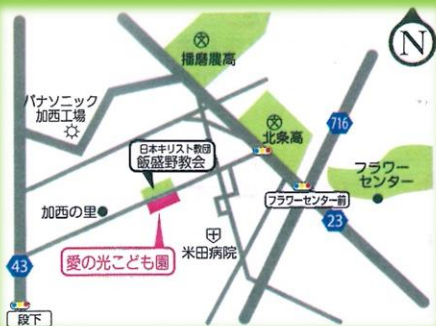 N
播磨農高
パナソニック
加西工場
日本キリスト教団
飯盛野教会
北条高
716
フラワー
センター
加西の里
フラワーセンター前
23
米田病院
愛の光こども園
43
段下